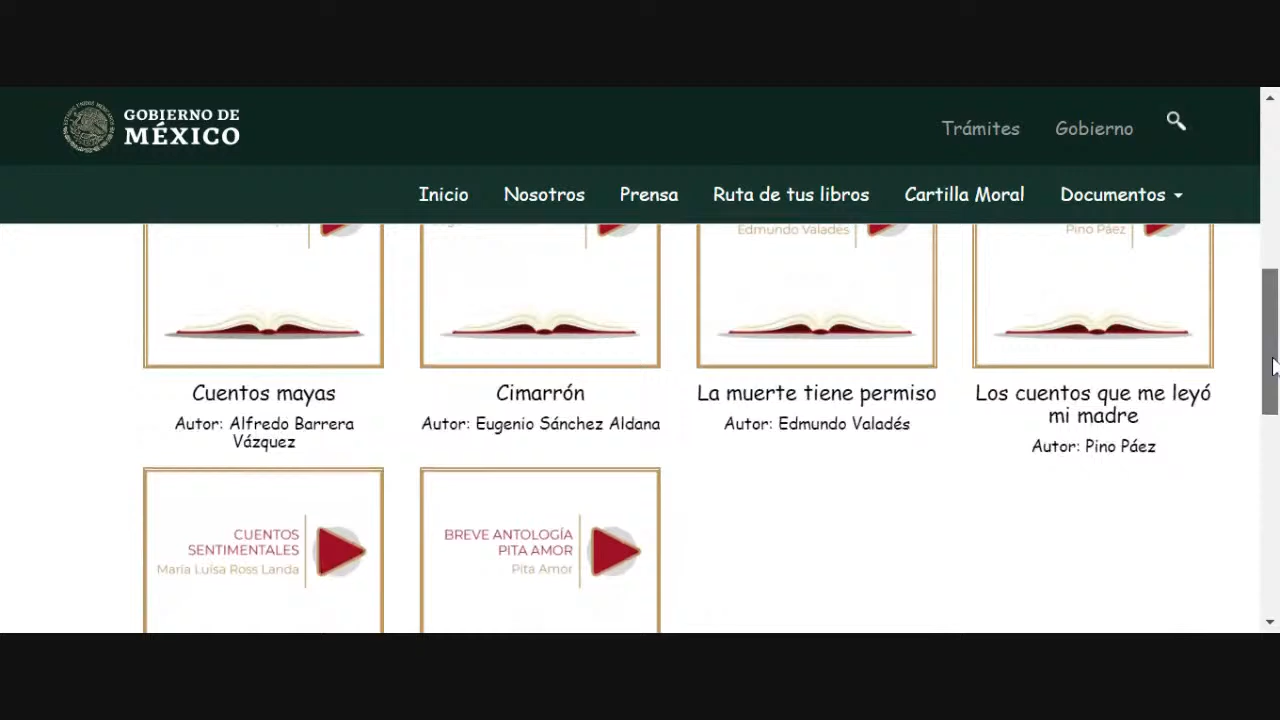 GOBIERNO DE
MÉXICO
Trámites
Gobierno
Inicio
Nosotros
Prensa
Ruta de tus libros
Cartilla Moral
Documentos
Edmundo Valadés
Pino Páez
Cuentos mayas
Autor: Alfredo Barrera
Vázquez
Cimarrón
Autor: Eugenio Sánchez Aldana
La muerte tiene permiso
Autor: Edmundo Valadés
Los cuentos que me leyó
mi madre
Autor: Pino Páez
CUENTOS
SENTIMENTALES
María Luísa Ross Landa
BREVE ANTOLOGÍA
PITA AMOR
Pita Amor